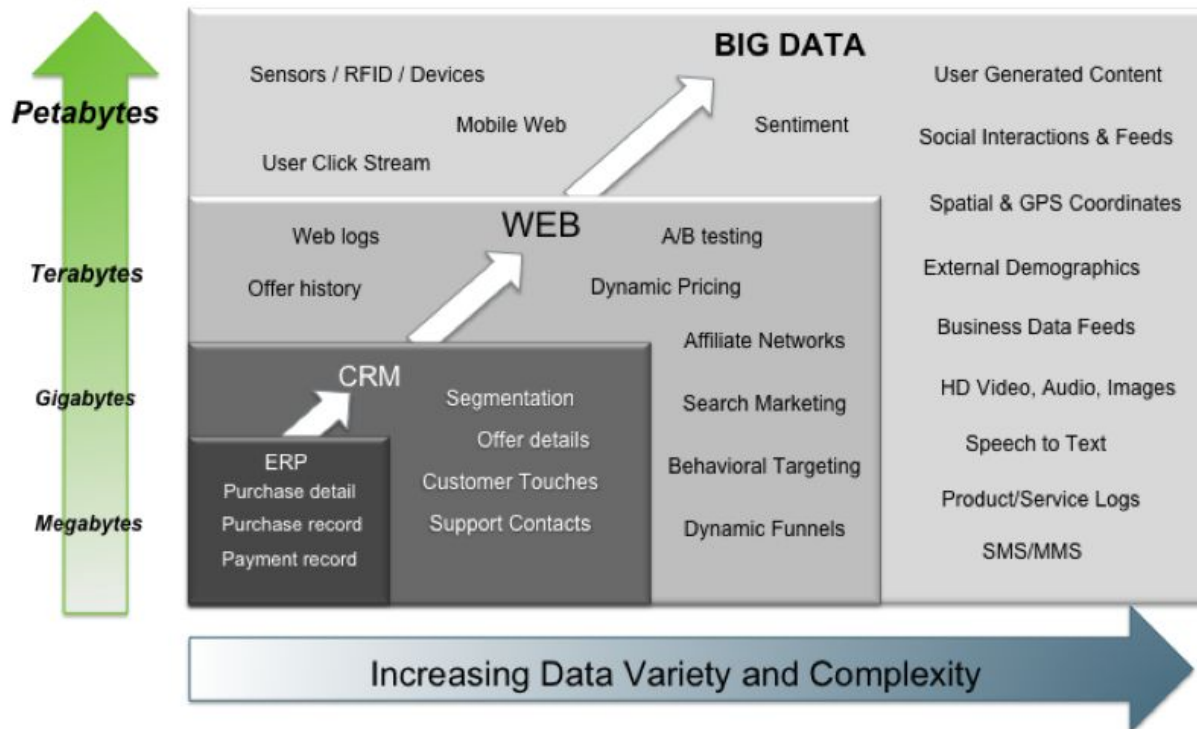 BIG DATA
Sensors / RFID / Devices
User Generated Content
Petabytes
Mobile Web
Sentiment
Social Interactions & Feeds
User Click Stream
Spatial & GPS Coordinates
WEB
Web logs
A/B testing
Terabytes
External Demographics
Offer history
Dynamic Pricing
Business Data Feeds
Affiliate Networks
CRM
Gigabytes
Segmentation
Search Marketing
HD Video, Audio, Images
Offer details
Speech to Text
ERP
Purchase detail
Customer Touches
Behavioral Targeting
Product/Service Logs
Megabytes
Purchase record
Support Contacts
Dynamic Funnels
SMS/MMS
Payment record
Increasing Data Variety and Complexity